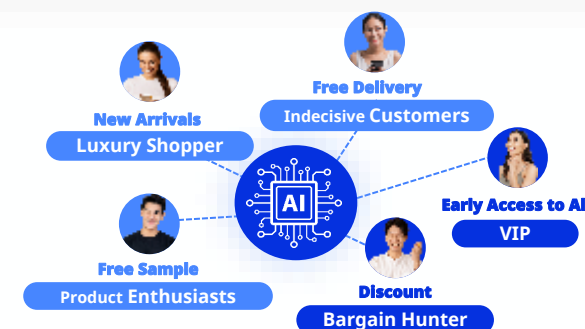 Free Delivery
Indecisive Customers
New Arrivals
Luxury Shopper
AI
Early Access to
VIP
Free Sample
Product Enthusiasts
Discount
Bargain Hunter